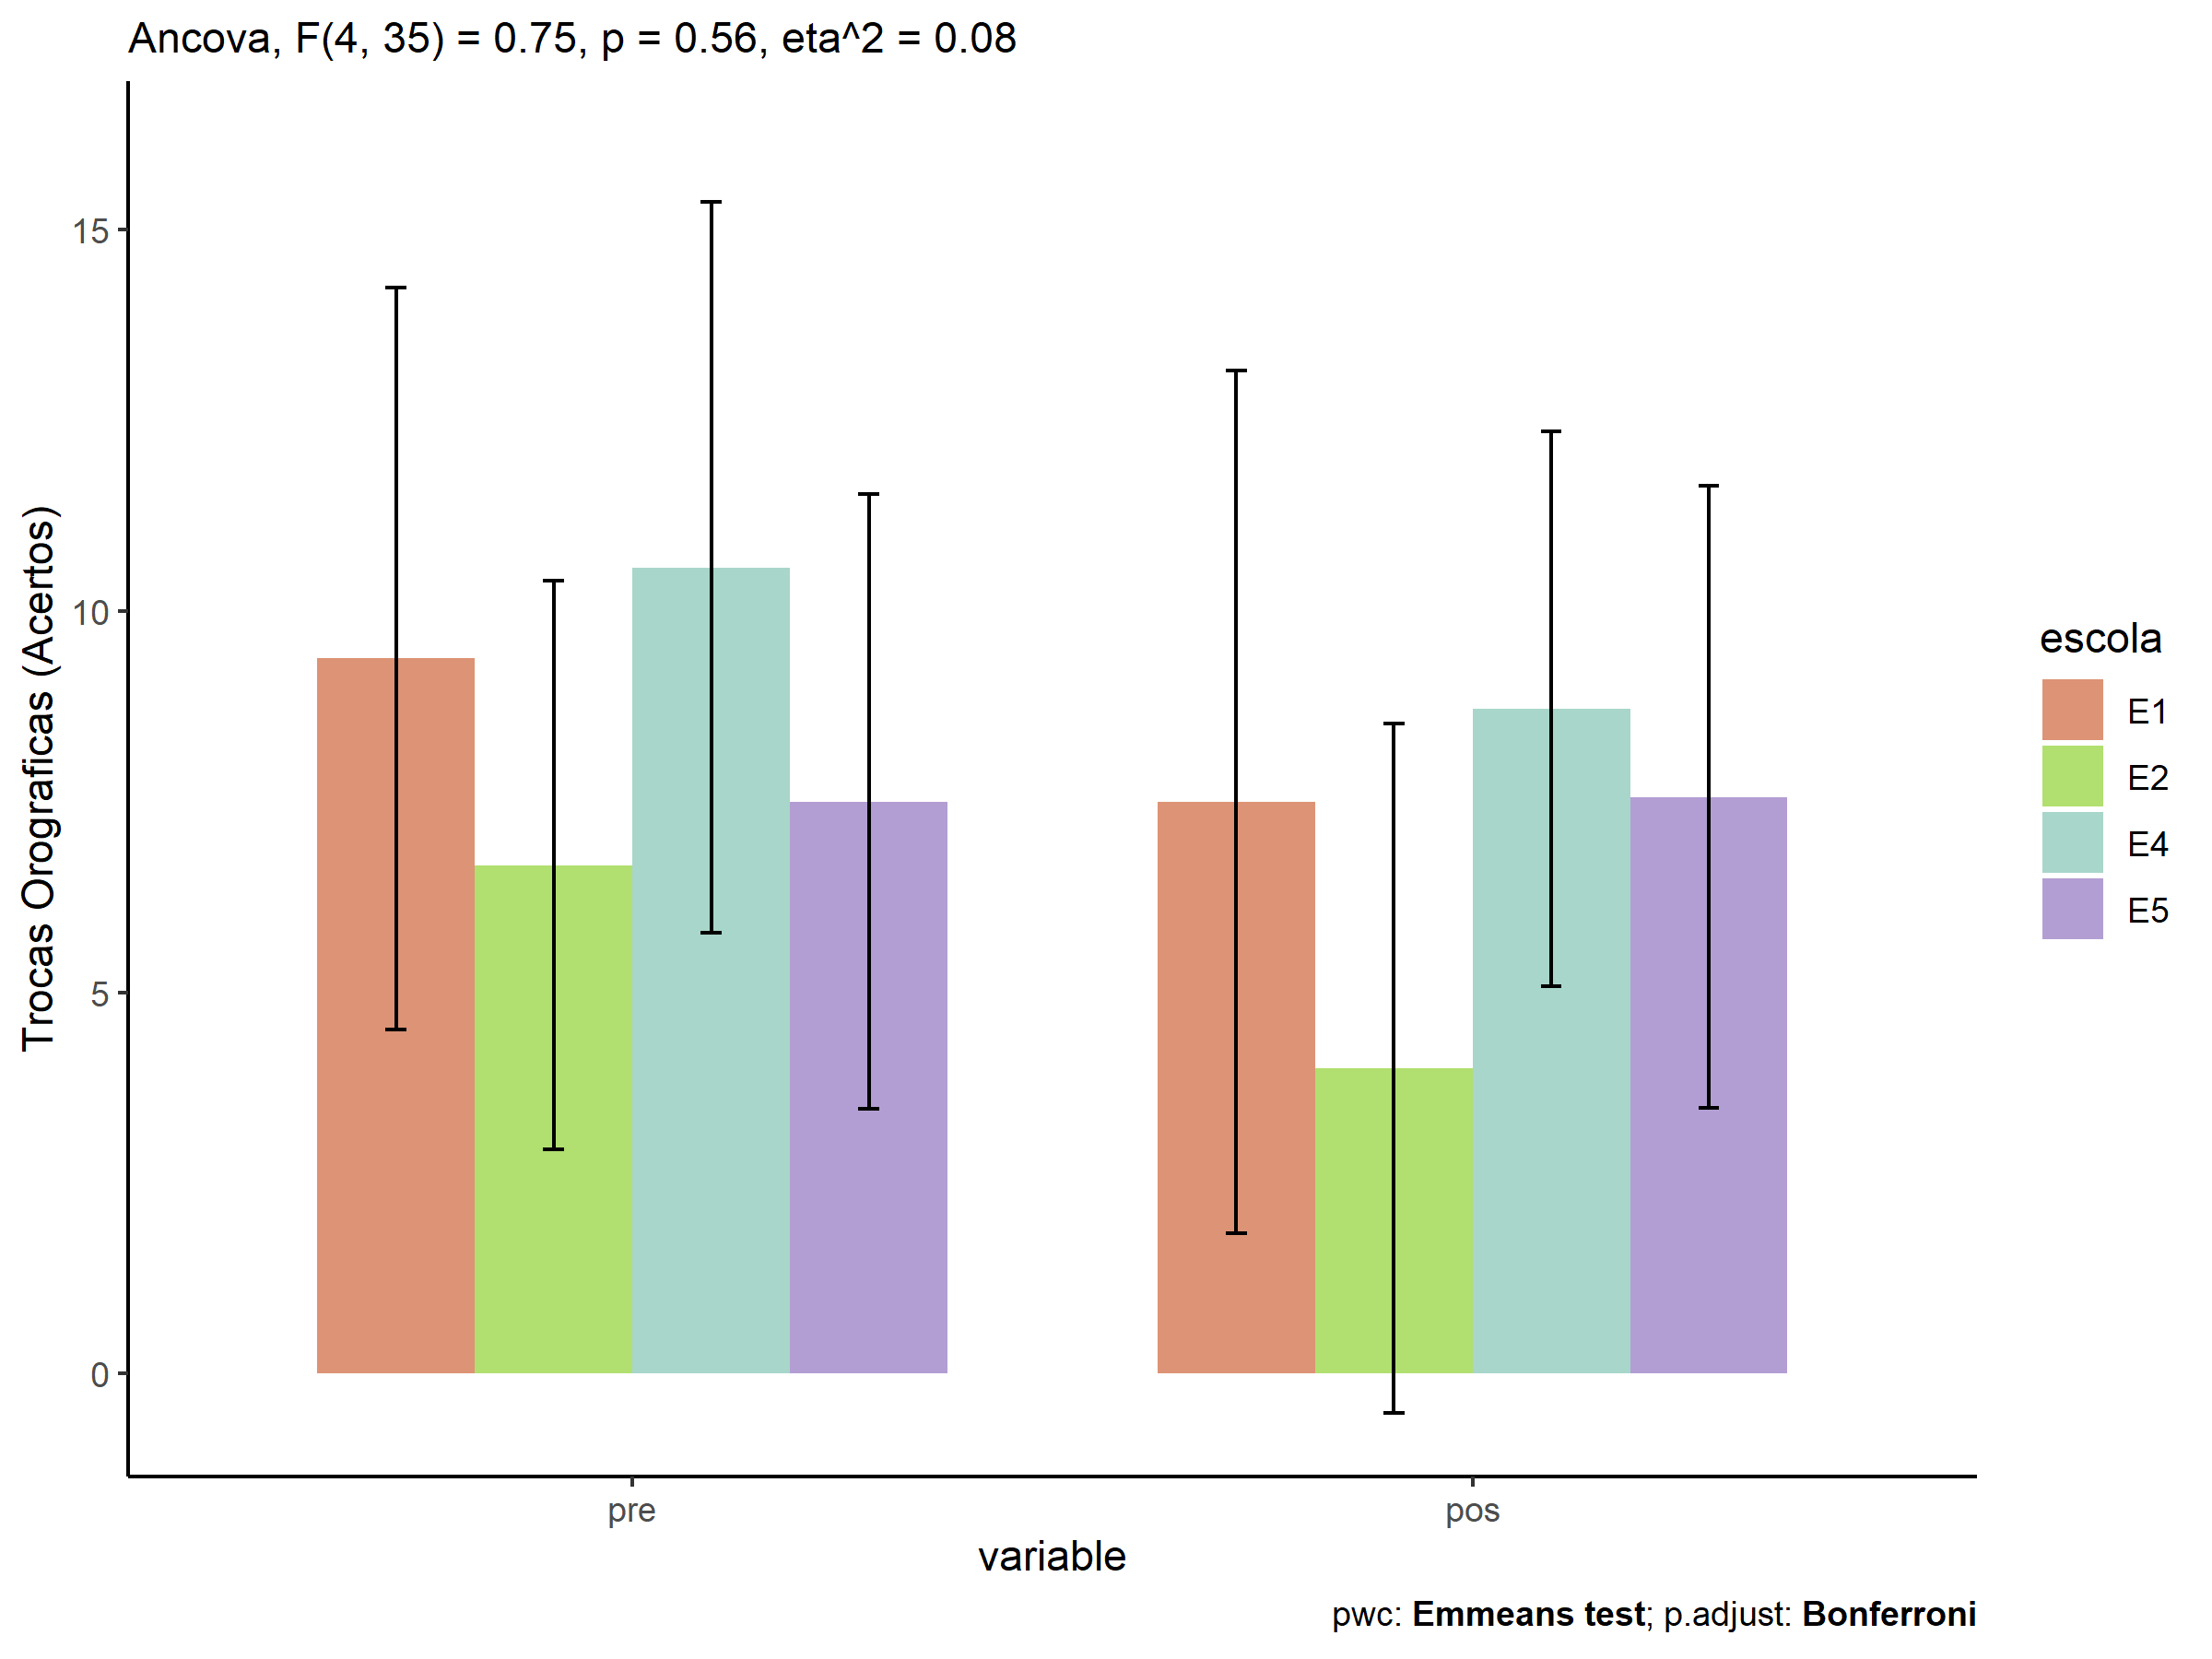 Ancova, F(4, 35) = 0.75, p = 0.56, eta^2 = 0.08
Trocas Orograficas (Acertos)
15
10
5
0
pre
pos
variable
escola
E1
E2
E4
E5
pwc: Emmeans test; p.adjust: Bonferroni